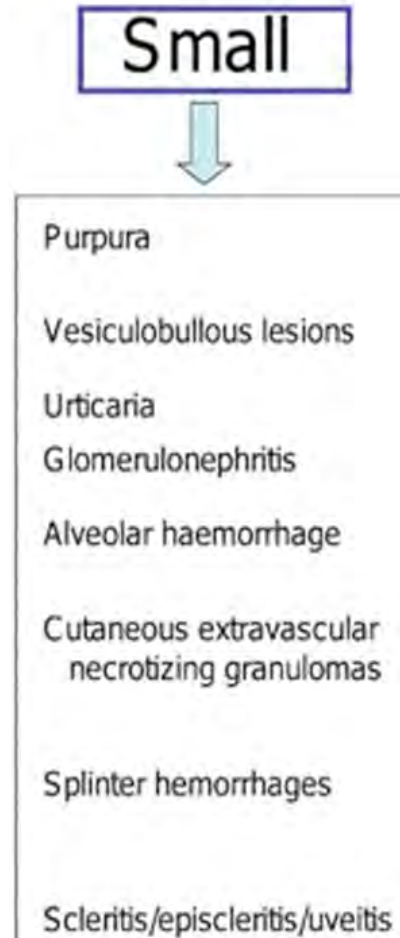 Small
Purpura
Vesiculobullous lesions
Urticaria
Glomerulonephritis
Alveolar haemorrhage
Cutaneous extravascular
necrotizing granulomas
Splinter hemorrhages
Scleritis/episcleritis/uveitis